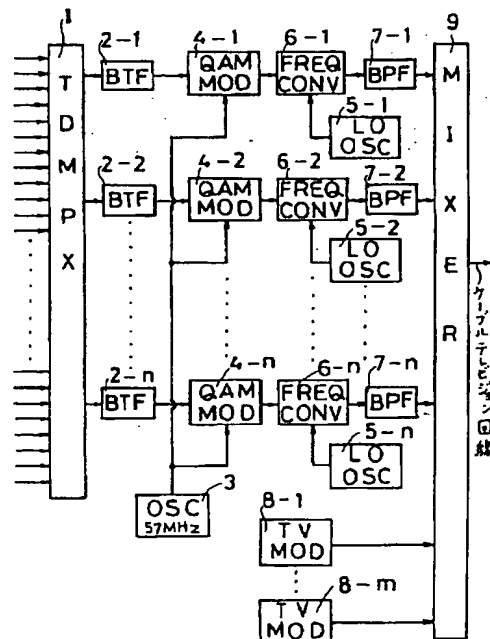 1
2-1
4-1
6-1
7-1
9
TDMPX
BTF
QAM MOD
FREQ CONV
BPF
MIXER
5-1
LO OSC
2-2
4-2
6-2
7-2
BTF
QAM MOD
FREQ CONV
BPF
5-2
LO OSC
ケーブルテレビジョン回線
2-n
4-n
6-n
7-n
BTF
QAM MOD
FREQ CONV
BPF
5-n
LO OSC
3
OSC
57MHz
8-1
TV MOD
8-m
TV MOD